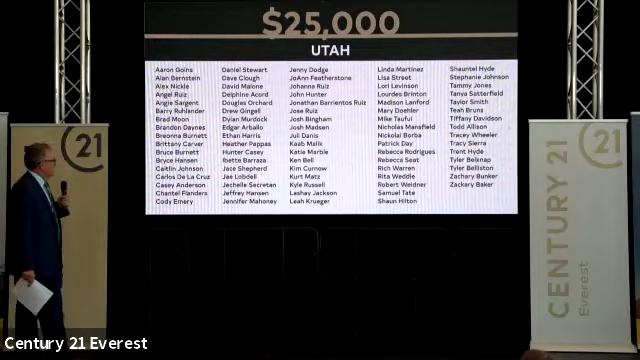 $25,000
UTAH
Aaron Goins
Alan Bernstein
Alex Nickle
Angel Ruiz
Angie Sargent
Barry Ruhlander
Brad Moon
Brandon Daynes
Breonna Burnett
Brittany Carver
Bruce Burnett
Bryce Hansen
Caitlin Johnson
Carlos De La Cruz
Casey Anderson
Chantel Flanders
Cody Emery
Daniel Stewart
Dave Clough
David Malone
Delphine Acord
Douglas Orchard
Drew Gingell
Dylan Murdock
Edgar Arballo
Ethan Harris
Heather Pappas
Hunter Casey
Ibette Barraza
Jace Shepherd
Jae Lobdell
Jechelle Secretan
Jeffrey Hansen
Jennifer Mahoney
Jenny Dodge
JoAnn Featherstone
Johanna Ruiz
John Hunter
Jonathan Barrientos Ruiz
Jose Ruiz
Josh Bingham
Josh Madsen
Juli Danis
Kaab Malik
Katie Marble
Ken Bell
Kim Curnow
Kurt Matz
Kyle Russell
Lashay Jackson
Leah Krueger
Linda Martinez
Lisa Street
Lori Levinson
Lourdes Brinton
Madison Lanford
Mary Doehler
Mike Tauful
Nicholas Mansfield
Nickolai Borba
Patrick Day
Rebecca Rodrigues
Rebecca Seat
Rich Warren
Rita Weddle
Robert Weldner
Samuel Tate
Shaun Hilton
Shauntel Hyde
Stephanie Johnson
Tammy Jones
Tanya Satterfield
Taylor Smith
Teah Bruns
Tiffany Davidson
Todd Allison
Tracey Wheeler
Tracy Sierra
Trent Hyde
Tyler Belknap
Tyler Belliston
Zachary Bunker
Zackary Baker
21
21
CENTURY 21
Everest
Century 21 Everest